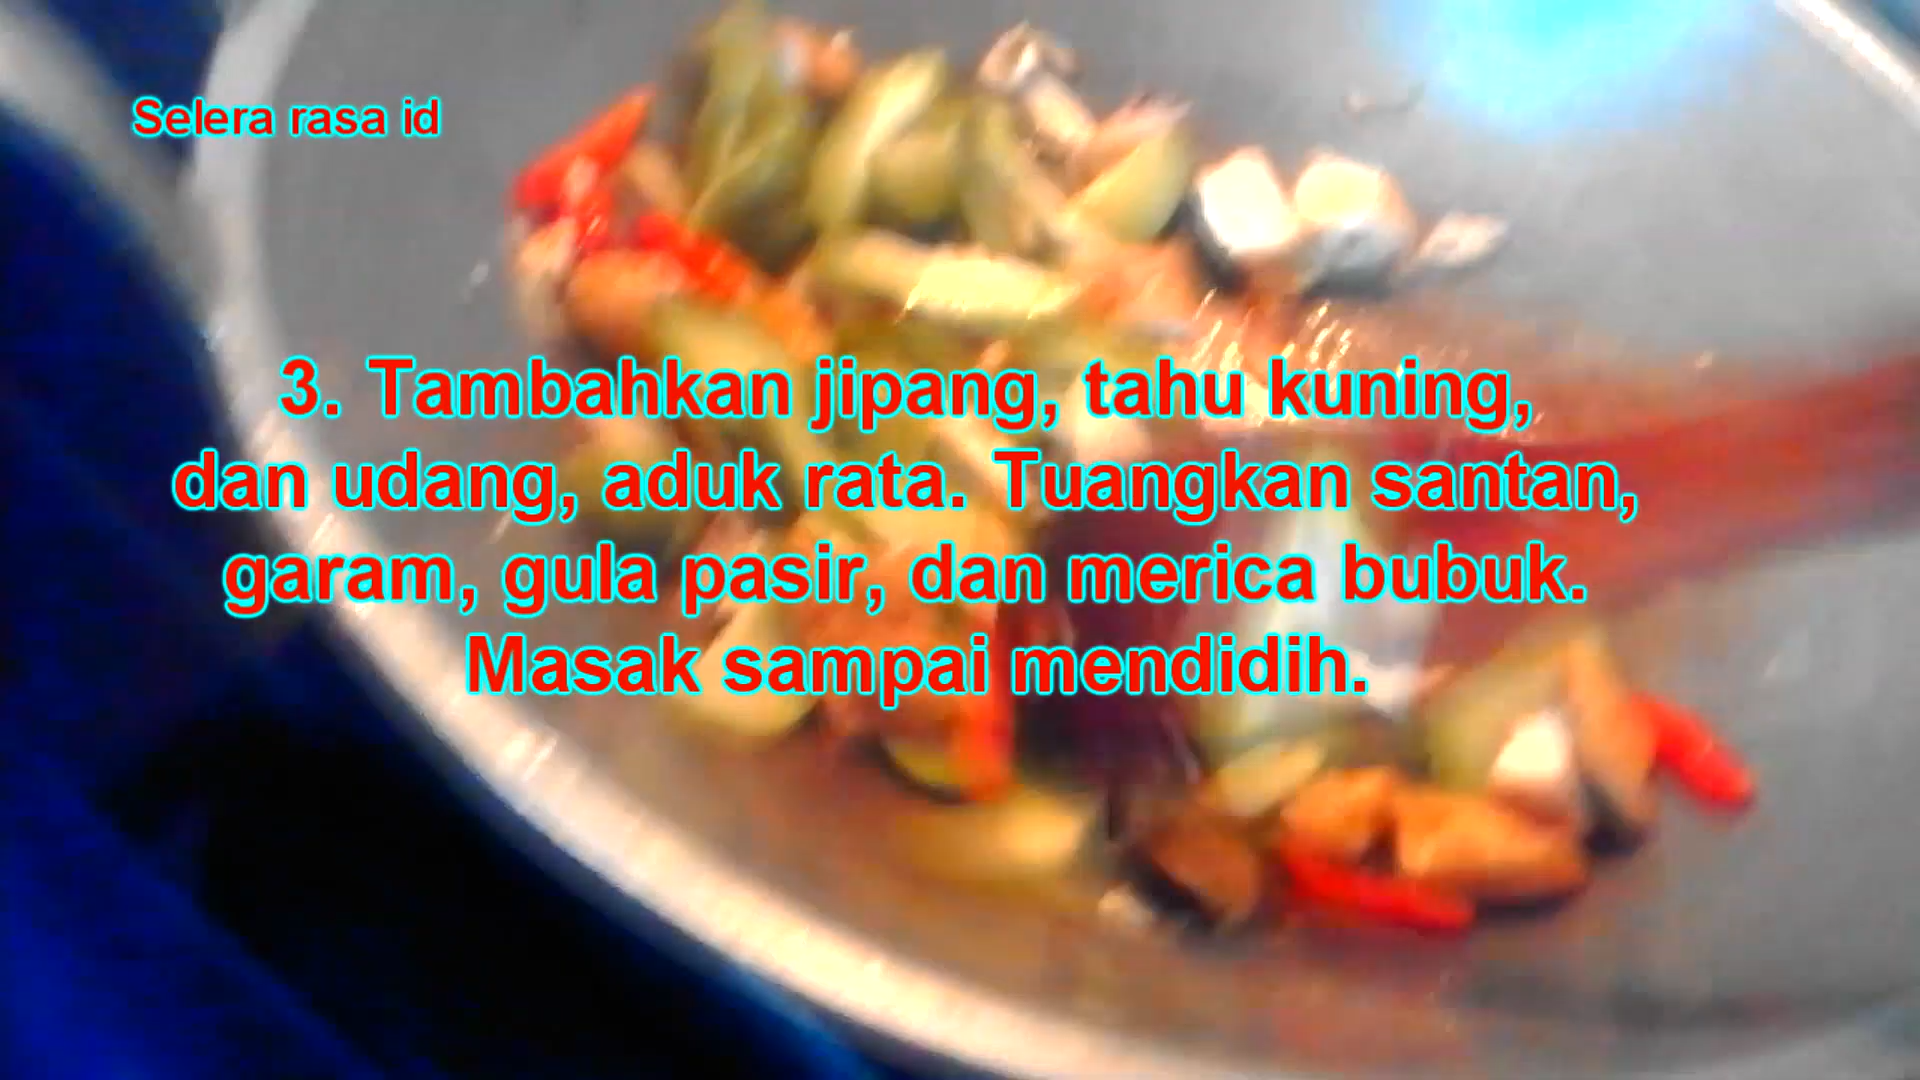 Selera rasa id
3. Tambahkan jipang, tahu kuning,
dan udang, aduk rata. Tuangkan santan,
garam, gula pasir, dan merica bubuk.
Masak sampai mendidih.